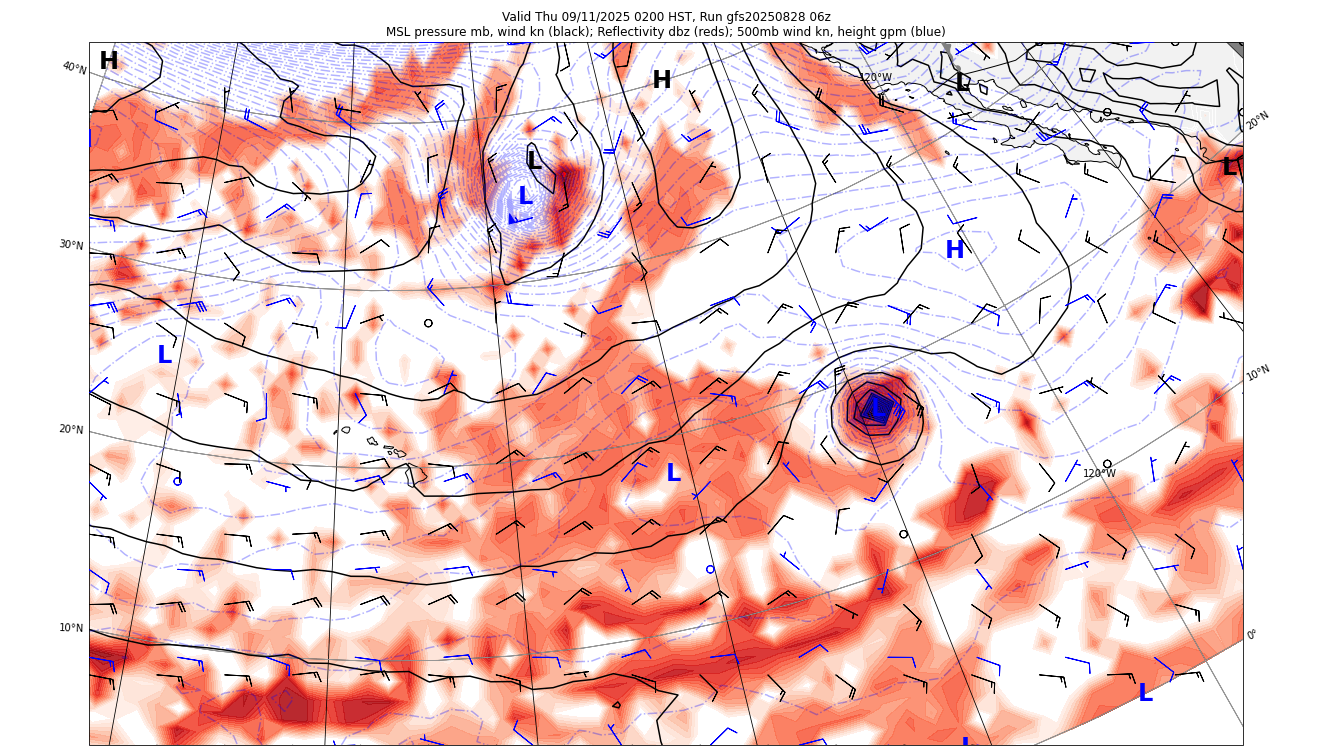 Valid Thu 09/11/2025 0200 HST, Run gfs20250828 06z
MSL pressure mb, wind kn (black); Reflectivity dbz (reds); 500mb wind kn, height gpm (blue)
H
40°N
H
120°W
L
20°N
L
L
L
30°N
H
L
10°N
L
20°N
L
120°W
10°N
0°
L
L